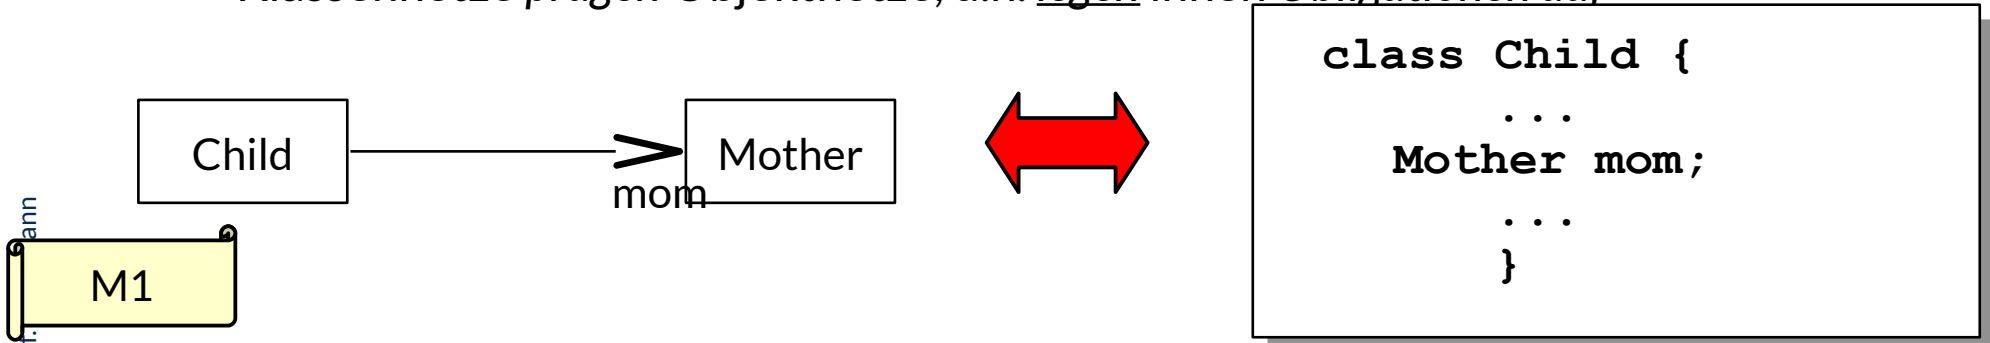 class Child {
...
Child
Mother
Mother mom;
mom
...
}
M1